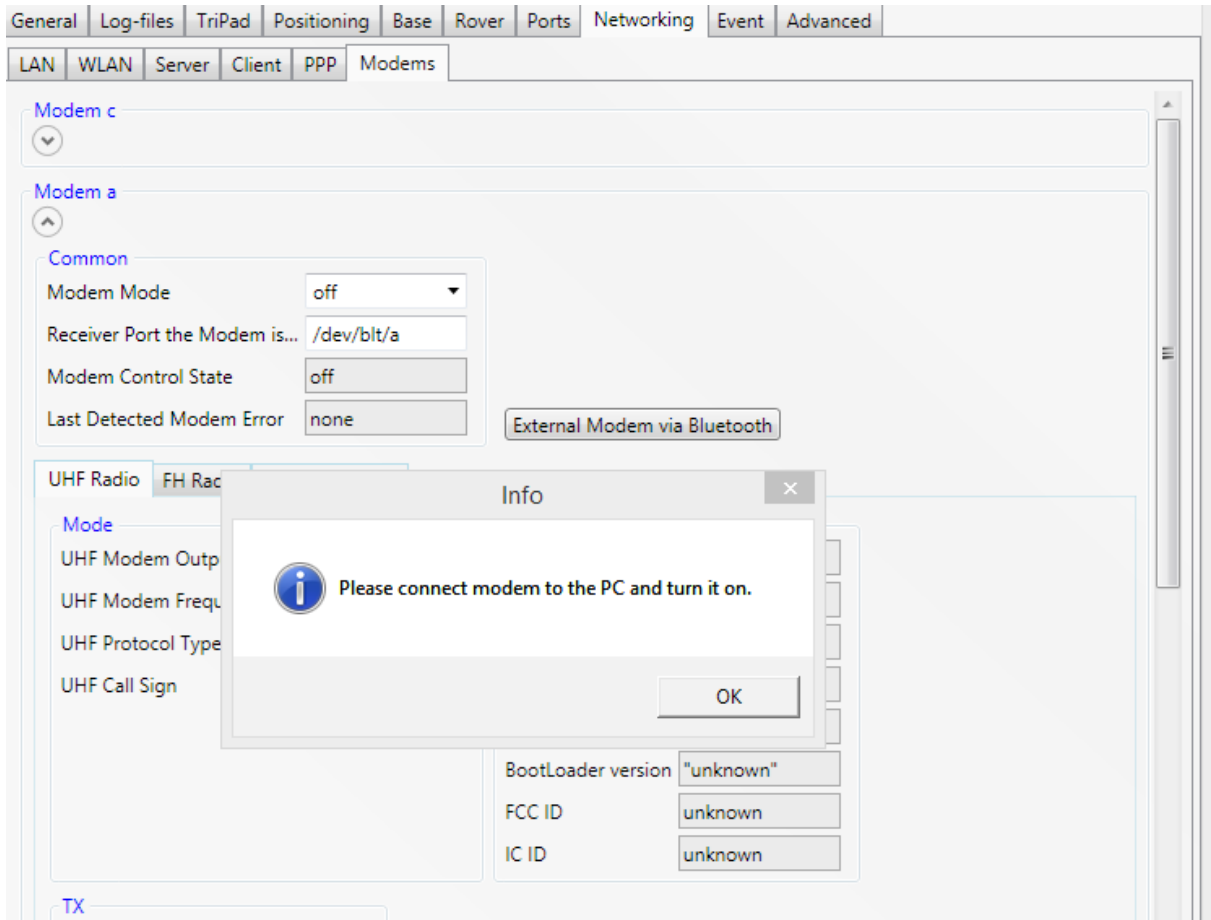 General Log-files TriPad Positioning Base Rover Ports Networking Event Advanced
LAN WLAN Server Client PPP Modems
Modem c
Modem a
Common
Modem Mode off
Receiver Port the Modem is... /dev/blt/a
Modem Control State off
Last Detected Modem Error none
External Modem via Bluetooth
UHF Radio FH Rac
Info
Mode
UHF Modem Outp
Please connect modem to the PC and turn it on.
UHF Modem Frequ
UHF Protocol Type
UHF Call Sign
OK
BootLoader version "unknown"
FCC ID unknown
IC ID unknown
TX